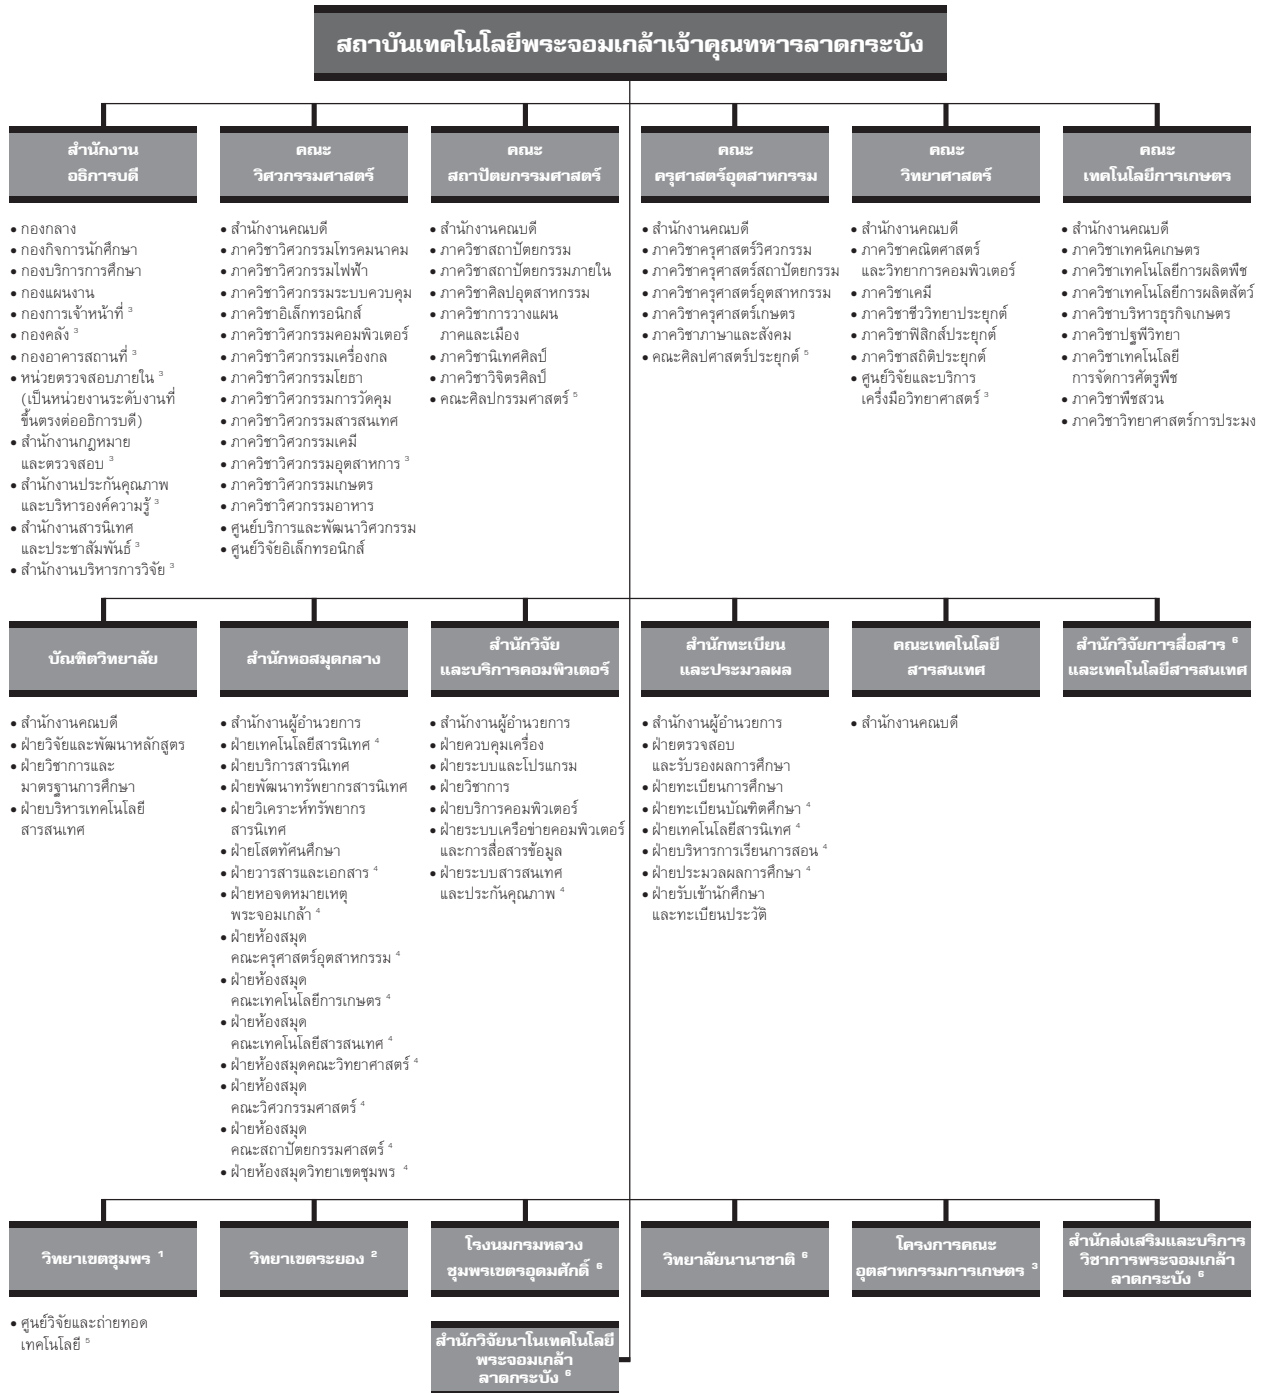 สถาบันเทคโนโลยีพระจอมเกล้าเจ้าคุณทหารลาดกระบัง
สำนักงาน
อธิการบดี
• กองกลาง
• กองกิจการนักศึกษา
• กองบริการการศึกษา
• กองแผนงาน
• กองการเจ้าหน้าที่ ³
• กองคลัง ³
• กองอาคารสถานที่ ³
• หน่วยตรวจสอบภายใน ³
(เป็นหน่วยงานระดับงานที่
ขึ้นตรงต่ออธิการบดี)
• สำนักงานกฎหมาย
และตรวจสอบ ³
• สำนักงานประกันคุณภาพ
และบริหารองค์ความรู้ ³
• สำนักงานสารนิเทศ
และประชาสัมพันธ์ ³
• สำนักงานบริหารการวิจัย ³
คณะ
วิศวกรรมศาสตร์
• สำนักงานคณบดี
• ภาควิชาวิศวกรรมโทรคมนาคม
• ภาควิชาวิศวกรรมไฟฟ้า
• ภาควิชาวิศวกรรมระบบควบคุม
• ภาควิชาอิเล็กทรอนิกส์
• ภาควิชาวิศวกรรมคอมพิวเตอร์
• ภาควิชาวิศวกรรมเครื่องกล
• ภาควิชาวิศวกรรมโยธา
• ภาควิชาวิศวกรรมการวัดคุม
• ภาควิชาวิศวกรรมสารสนเทศ
• ภาควิชาวิศวกรรมเคมี
• ภาควิชาวิศวกรรมอุตสาหการ ³
• ภาควิชาวิศวกรรมเกษตร
• ภาควิชาวิศวกรรมอาหาร
• ศูนย์บริการและพัฒนาวิศวกรรม
• ศูนย์วิจัยอิเล็กทรอนิกส์
คณะ
สถาปัตยกรรมศาสตร์
• สำนักงานคณบดี
• ภาควิชาสถาปัตยกรรม
• ภาควิชาสถาปัตยกรรมภายใน
• ภาควิชาศิลปอุตสาหกรรม
• ภาควิชาการวางแผน
ภาคและเมือง
• ภาควิชานิเทศศิลป์
• ภาควิชาวิจิตรศิลป์
• คณะศิลปกรรมศาสตร์ ⁵
คณะ
ครุศาสตร์อุตสาหกรรม
• สำนักงานคณบดี
• ภาควิชาครุศาสตร์วิศวกรรม
• ภาควิชาครุศาสตร์สถาปัตยกรรม
• ภาควิชาครุศาสตร์อุตสาหกรรม
• ภาควิชาครุศาสตร์เกษตร
• ภาควิชาภาษาและสังคม
• คณะศิลปศาสตร์ประยุกต์ ⁵
คณะ
วิทยาศาสตร์
• สำนักงานคณบดี
• ภาควิชาคณิตศาสตร์
และวิทยาการคอมพิวเตอร์
• ภาควิชาเคมี
• ภาควิชาชีววิทยาประยุกต์
• ภาควิชาฟิสิกส์ประยุกต์
• ภาควิชาสถิติประยุกต์
• ศูนย์วิจัยและบริการ
เครื่งมือวิทยาศาสตร์ ³
คณะ
เทคโนโลยีการเกษตร
• สำนักงานคณบดี
• ภาควิชาเทคนิคเกษตร
• ภาควิชาเทคโนโลยีการผลิตพืช
• ภาควิชาเทคโนโลยีการผลิตสัตว์
• ภาควิชาบริหารธุรกิจเกษตร
• ภาควิชาปฐพีวิทยา
• ภาควิชาเทคโนโลยี
การจัดการศัตรูพืช
• ภาควิชาพืชสวน
• ภาควิชาวิทยาศาสตร์การประมง
บัณฑิตวิทยาลัย
• สำนักงานคณบดี
• ฝ่ายวิจัยและพัฒนาหลักสูตร
• ฝ่ายวิชาการและ
มาตรฐานการศึกษา
• ฝ่ายบริหารเทคโนโลยี
สารสนเทศ
สำนักหอสมุดกลาง
• สำนักงานผู้อำนวยการ
• ฝ่ายเทคโนโลยีสารนิเทศ ⁴
• ฝ่ายบริการสารนิเทศ
• ฝ่ายพัฒนาทรัพยากรสารนิเทศ
• ฝ่ายวิเคราะห์ทรัพยากร
สารนิเทศ
• ฝ่ายโสตทัศนศึกษา
• ฝ่ายวารสารและเอกสาร ⁴
• ฝ่ายหอจดหมายเหตุ
พระจอมเกล้า ⁴
• ฝ่ายห้องสมุด
คณะครุศาสตร์อุตสาหกรรม ⁴
• ฝ่ายห้องสมุด
คณะเทคโนโลยีการเกษตร ⁴
• ฝ่ายห้องสมุด
คณะเทคโนโลยีสารสนเทศ ⁴
• ฝ่ายห้องสมุดคณะวิทยาศาสตร์ ⁴
• ฝ่ายห้องสมุด
คณะวิศวกรรมศาสตร์ ⁴
• ฝ่ายห้องสมุด
คณะสถาปัตยกรรมศาสตร์ ⁴
• ฝ่ายห้องสมุดวิทยาเขตชุมพร ⁴
สำนักวิจัย
และบริการคอมพิวเตอร์
• สำนักงานผู้อำนวยการ
• ฝ่ายควบคุมเครื่อง
• ฝ่ายระบบและโปรแกรม
• ฝ่ายวิชาการ
• ฝ่ายบริการคอมพิวเตอร์
• ฝ่ายระบบเครือข่ายคอมพิวเตอร์
และการสื่อสารข้อมูล
• ฝ่ายระบบสารสนเทศ
และประกันคุณภาพ ⁴
สำนักทะเบียน
และประมวลผล
• สำนักงานผู้อำนวยการ
• ฝ่ายตรวจสอบ
และรับรองผลการศึกษา
• ฝ่ายทะเบียนการศึกษา
• ฝ่ายทะเบียนบัณฑิตศึกษา ⁴
• ฝ่ายเทคโนโลยีสารนิเทศ ⁴
• ฝ่ายบริหารการเรียนการสอน ⁴
• ฝ่ายประมวลผลการศึกษา ⁴
• ฝ่ายรับเข้านักศึกษา
และทะเบียนประวัติ
คณะเทคโนโลยี
สารสนเทศ
• สำนักงานคณบดี
สำนักวิจัยการสื่อสาร ⁶
และเทคโนโลยีสารสนเทศ
วิทยาเขตชุมพร ¹
• ศูนย์วิจัยและถ่ายทอด
เทคโนโลยี ⁵
วิทยาเขตระยอง ²
โรงนมกรมหลวง
ชุมพรเขตรอุดมศักดิ์ ⁶
วิทยาลัยนานาชาติ ⁶
โครงการคณะ
อุตสาหกรรมการเกษตร ³
สำนักส่งเสริมและบริการ
วิชาการพระจอมเกล้า
ลาดกระบัง ⁶
สำนักวิจัยนาโนเทคโนโลยี
พระจอมเกล้า
ลาดกระบัง ⁶